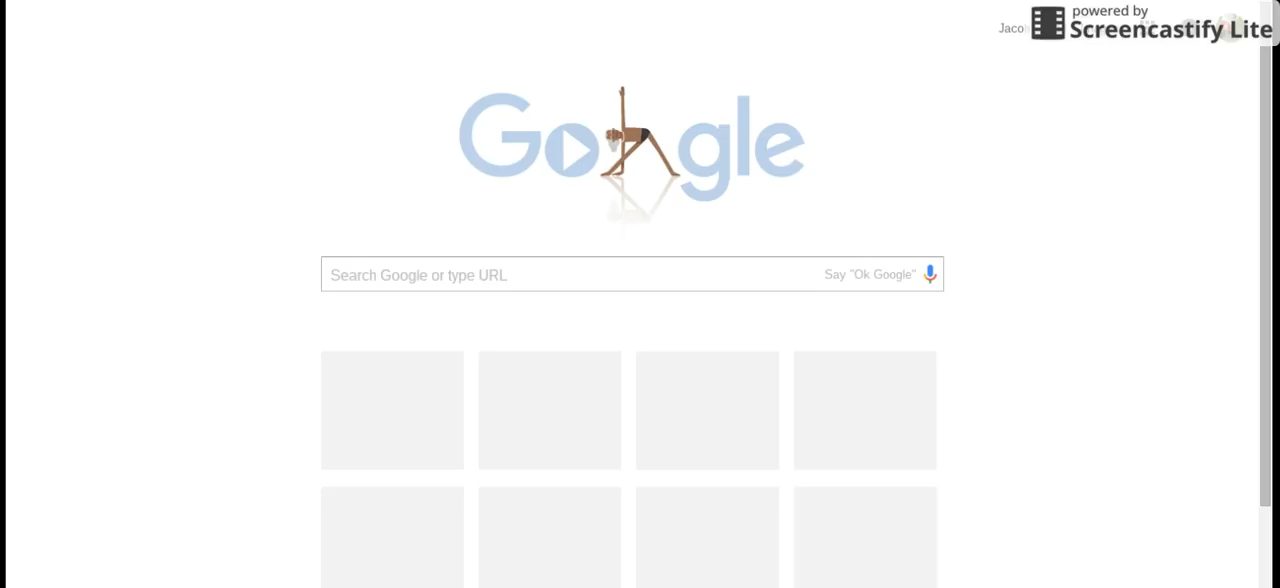 powered by
Screencastify Lite
Jaco
Google
Search Google or type URL
Say "Ok Google"